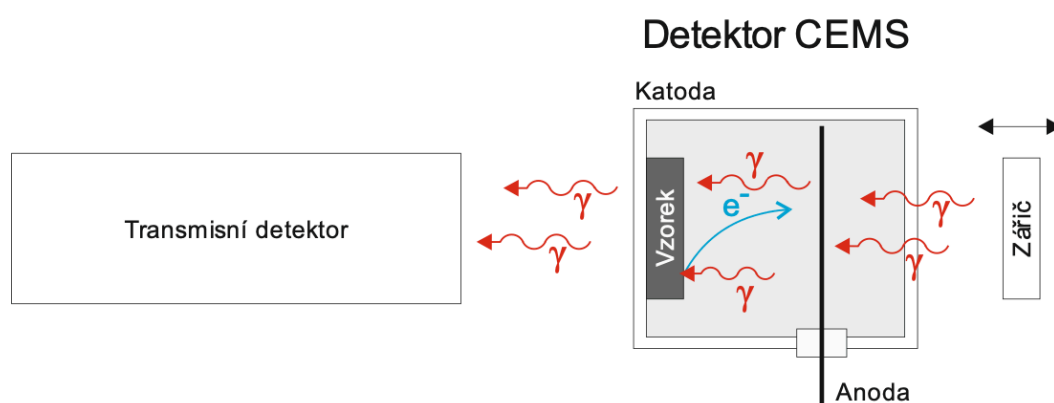 Detektor CEMS
Katoda
γ
γ
e-
γ
Transmisní detektor
Vzorek
Zářič
γ
γ
γ
Anoda